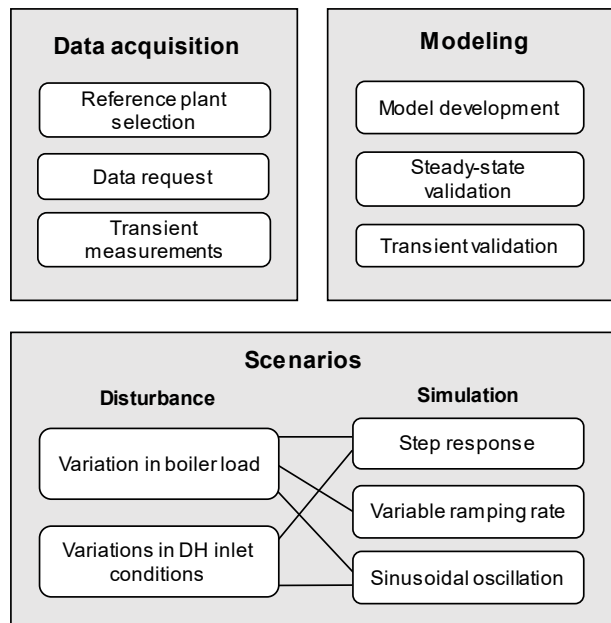 Data acquisition
Reference plant
selection
Data request
Transient
measurements
Modeling
Model development
Steady-state
validation
Transient validation
Scenarios
Disturbance
Simulation
Variation in boiler load
Variations in DH inlet
conditions
Step response
Variable ramping rate
Sinusoidal oscillation